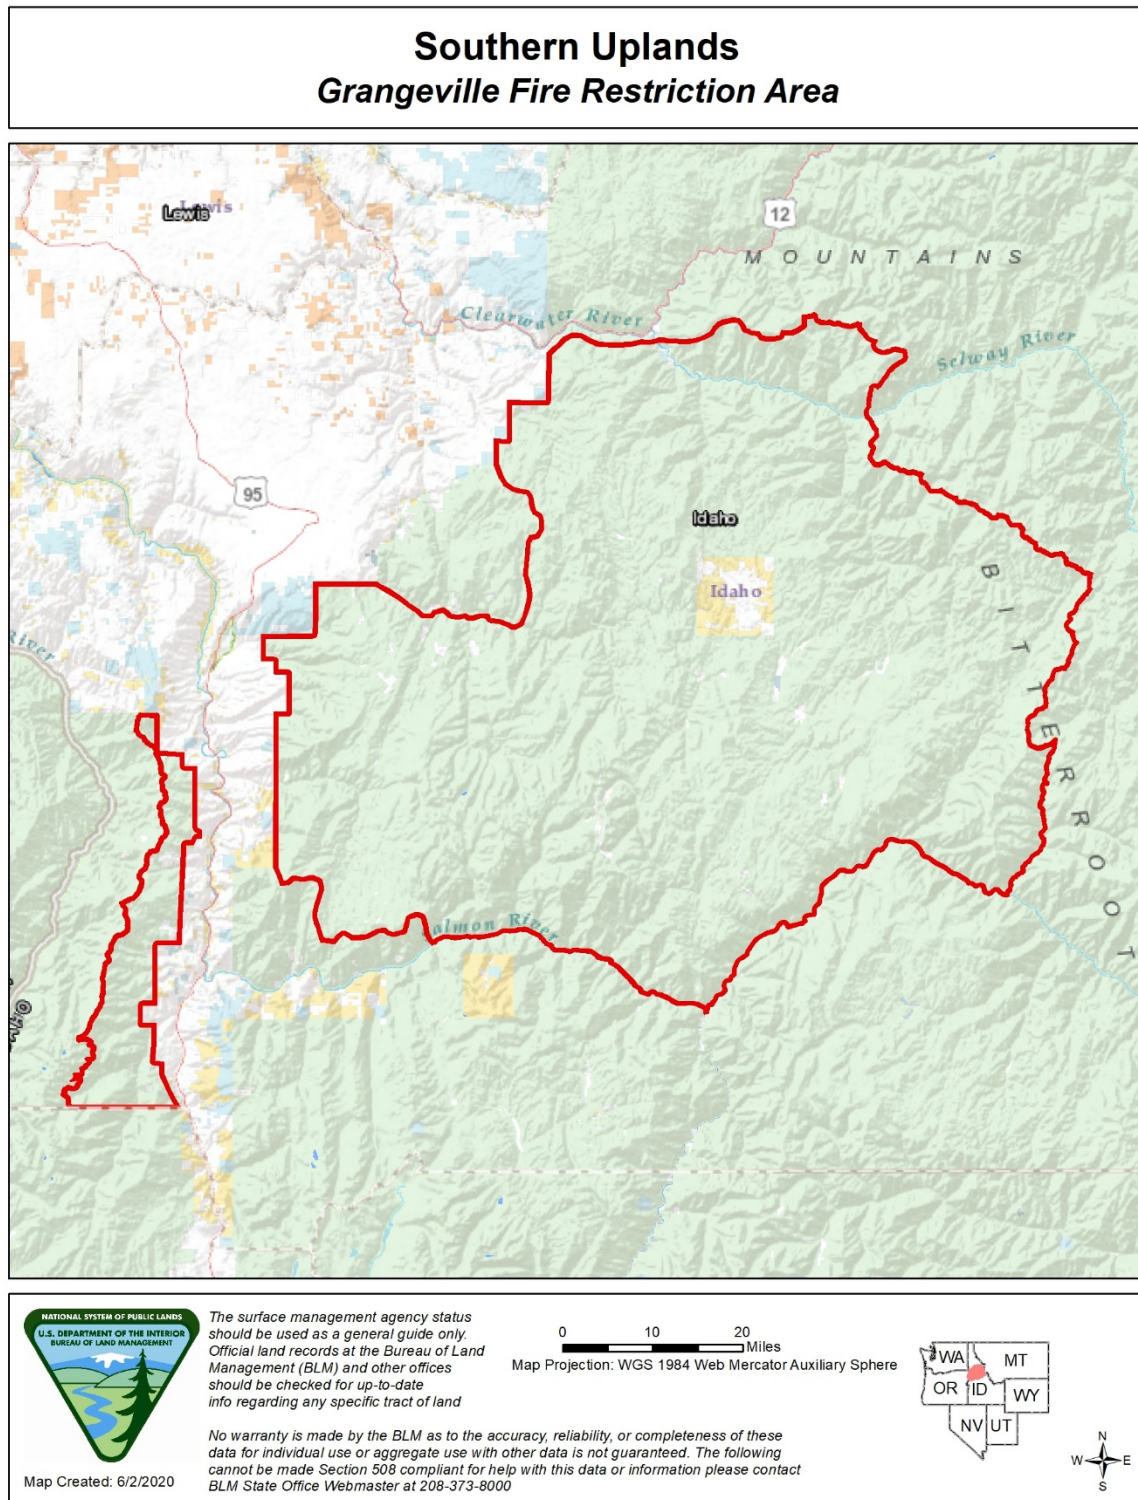 Southern Uplands
Grangeville Fire Restriction Area
Lewis
Lewis
12
MOUNTAINS
Clearwater River
Selway River
95
Idaho
Idaho
BITTERROOT
River
Salmon River
NATIONAL SYSTEM OF PUBLIC LANDS
U.S. DEPARTMENT OF THE INTERIOR
BUREAU OF LAND MANAGEMENT
Map Created: 6/2/2020
The surface management agency status
should be used as a general guide only.
Official land records at the Bureau of Land
Management (BLM) and other offices
should be checked for up-to-date
info regarding any specific tract of land
No warranty is made by the BLM as to the accuracy, reliability, or completeness of these
data for individual use or aggregate use with other data is not guaranteed. The following
cannot be made Section 508 compliant for help with this data or information please contact
BLM State Office Webmaster at 208-373-8000
0 10 20
Miles
Map Projection: WGS 1984 Web Mercator Auxiliary Sphere
WA MT
OR ID WY
NV UT
N
W E
S